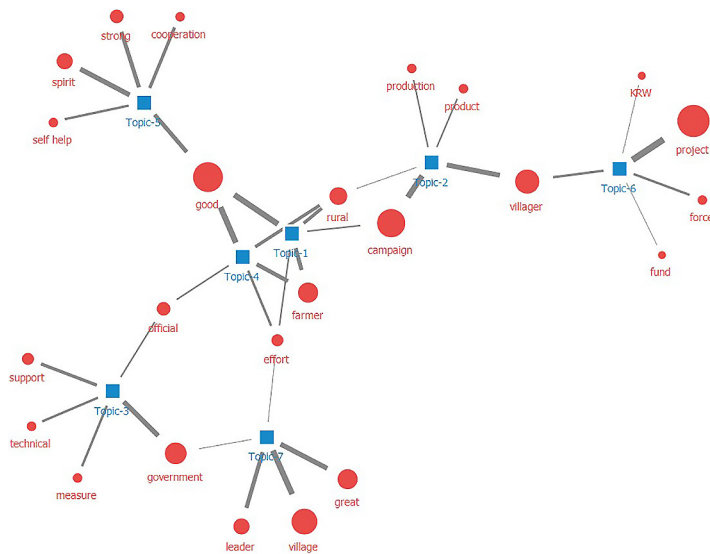 strong
cooperation
spirit
Topic-5
self help
good
production
product
KRW
project
Topic-2
Topic-6
villager
rural
force
campaign
Topic-1
Topic-4
fund
farmer
official
effort
support
Topic-3
technical
Topic-7
government
measure
great
leader
village